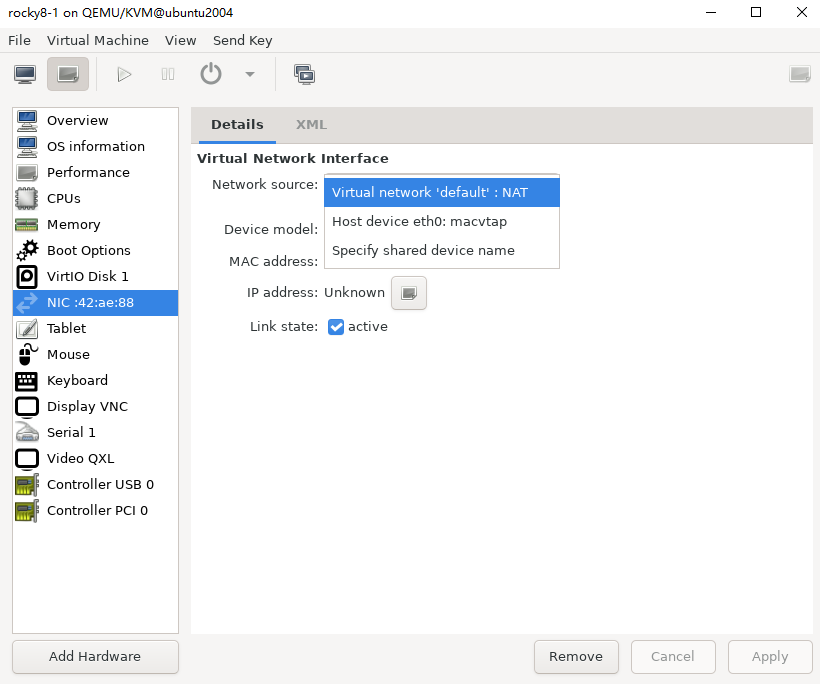 rocky8-1 on QEMU/KVM@ubuntu2004
File Virtual Machine View Send Key
Overview
OS information
Performance
CPUs
Memory
Boot Options
VirtIO Disk 1
NIC :42:ae:88
Tablet
Mouse
Keyboard
Display VNC
Serial 1
Video QXL
Controller USB 0
Controller PCI 0
Add Hardware
Details XML
Virtual Network Interface
Network source:
Virtual network 'default' : NAT
Host device eth0: macvtap
Specify shared device name
Device model:
MAC address:
IP address: Unknown
Link state: active
Remove Cancel Apply